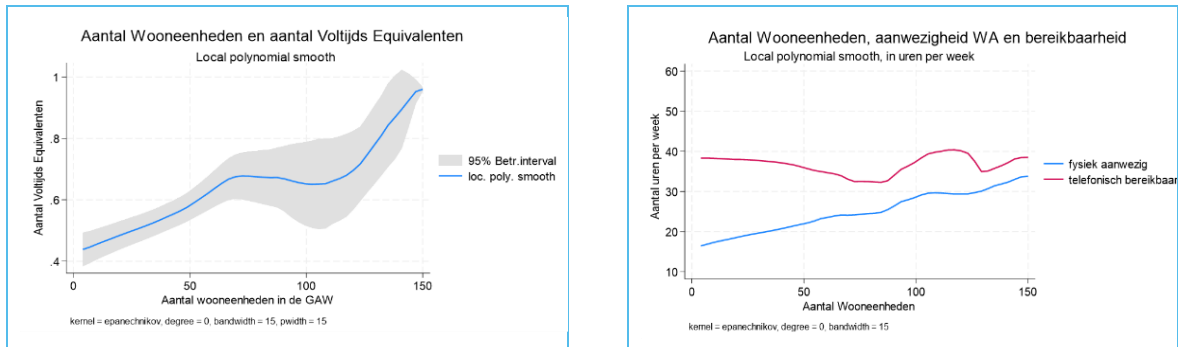 Aantal Wooneenheden en aantal Voltijds Equivalenten
Local polynomial smooth
Aantal Voltijds Equivalenten
1
.8
.6
.4
0
50
100
150
Aantal wooneenheden in de GAW
95% Betr.interval
loc. poly. smooth
kernel = epanechnikov, degree = 0, bandwidth = 15, pwidth = 15
Aantal Wooneenheden, aanwezigheid WA en bereikbaarheid
Local polynomial smooth, in uren per week
Aantal uren per week
60
50
40
30
20
10
0
50
100
150
Aantal Wooneenheden
fysiek aanwezig
telefonisch bereikbaar
kernel = epanechnikov, degree = 0, bandwidth = 15